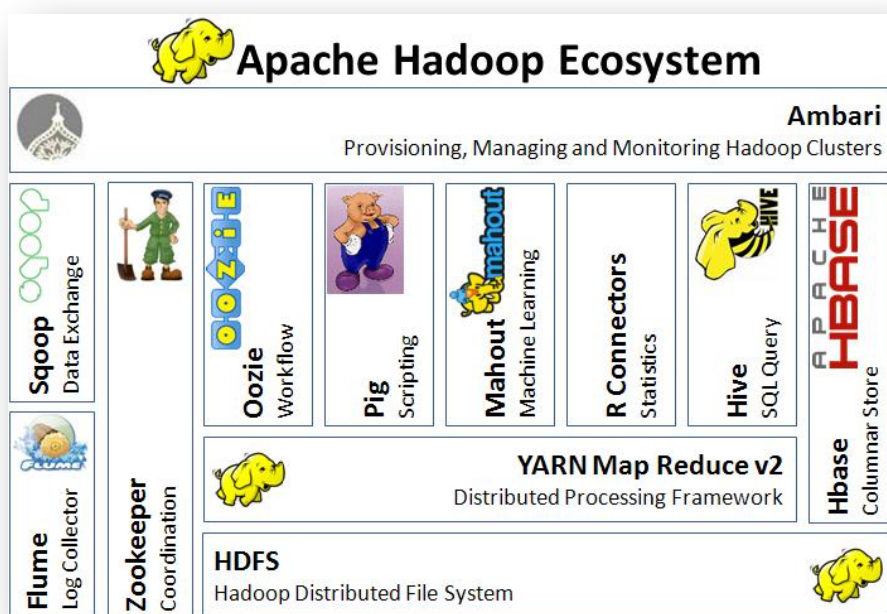 Apache Hadoop Ecosystem
Ambari
Provisioning, Managing and Monitoring Hadoop Clusters
sqoop
Sqoop
Data Exchange
FLUME
Flume
Log Collector
Zookeeper
Coordination
OOZIE
Oozie
Workflow
Pig
Scripting
mahout
Mahout
Machine Learning
R Connectors
Statistics
HIVE
Hive
SQL Query
APACHE
HBASE
Hbase
Columnar Store
YARN Map Reduce v2
Distributed Processing Framework
HDFS
Hadoop Distributed File System